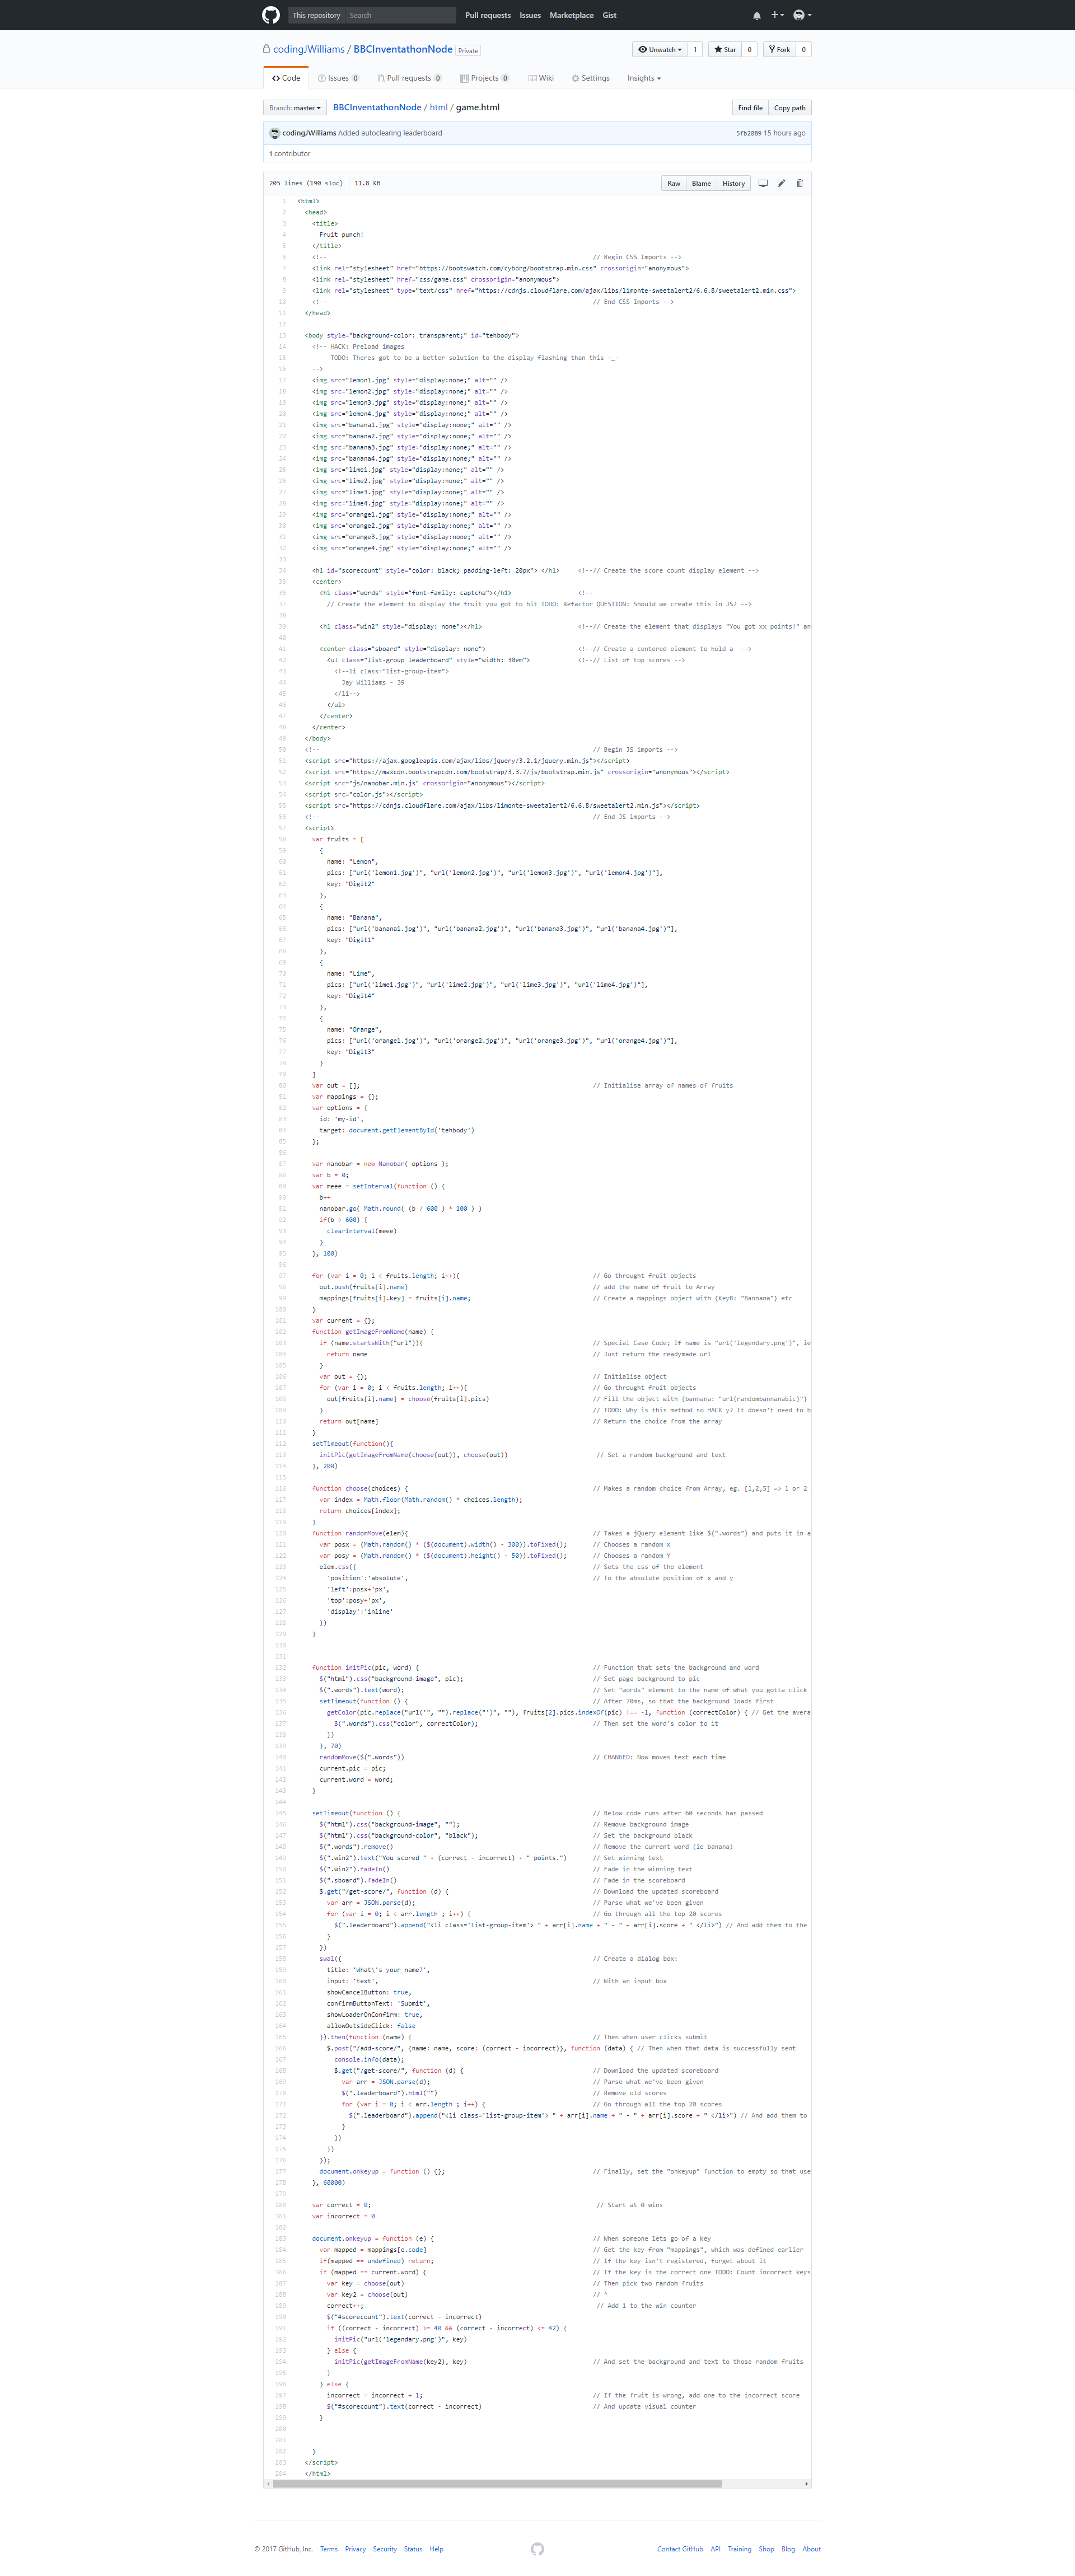 This repository Search Pull requests Issues Marketplace Gist
codingJWilliams / BBCInventathonNode Private Unwatch 1 Star 0 Fork 0
Code Issues 0 Pull requests 0 Projects 0 Wiki Settings Insights
Branch: master BBCInventathonNode / html / game.html Find file Copy path
codingJWilliams Added autoclearing leaderboard 5fb2089 15 hours ago
1 contributor
205 lines (190 sloc) 11.8 KB Raw Blame History
1 <html>
2 <head>
3 <title>
4 Fruit punch!
5 </title>
6 <!-- // Begin CSS Imports -->
7 <link rel="stylesheet" href="https://bootswatch.com/cyborg/bootstrap.min.css" crossorigin="anonymous">
8 <link rel="stylesheet" href="css/game.css" crossorigin="anonymous">
9 <link rel="stylesheet" type="text/css" href="https://cdnjs.cloudflare.com/ajax/libs/limonte-sweetalert2/6.6.8/sweetalert2.min.css">
10 <!-- // End CSS Imports -->
11 </head>
12
13 <body style="background-color: transparent;" id="tehbody">
14 <!-- HACK: Preload images
15 TODO: Theres got to be a better solution to the display flashing than this -_-
16 -->
17 <img src="lemon1.jpg" style="display:none;" alt="" />
18 <img src="lemon2.jpg" style="display:none;" alt="" />
19 <img src="lemon3.jpg" style="display:none;" alt="" />
20 <img src="lemon4.jpg" style="display:none;" alt="" />
21 <img src="banana1.jpg" style="display:none;" alt="" />
22 <img src="banana2.jpg" style="display:none;" alt="" />
23 <img src="banana3.jpg" style="display:none;" alt="" />
24 <img src="banana4.jpg" style="display:none;" alt="" />
25 <img src="lime1.jpg" style="display:none;" alt="" />
26 <img src="lime2.jpg" style="display:none;" alt="" />
27 <img src="lime3.jpg" style="display:none;" alt="" />
28 <img src="lime4.jpg" style="display:none;" alt="" />
29 <img src="orange1.jpg" style="display:none;" alt="" />
30 <img src="orange2.jpg" style="display:none;" alt="" />
31 <img src="orange3.jpg" style="display:none;" alt="" />
32 <img src="orange4.jpg" style="display:none;" alt="" />
33
34 <h1 id="scorecount" style="color: black; padding-left: 20px"> </h1> <!--// Create the score count display element -->
35 <center>
36 <h1 class="words" style="font-family: captcha"></h1> <!--
37 // Create the element to display the fruit you got to hit TODO: Refactor QUESTION: Should we create this in JS? -->
38
39 <h1 class="win2" style="display: none"></h1> <!--// Create the element that displays "You got xx points!" an
40
41 <center class="sboard" style="display: none"> <!--// Create a centered element to hold a -->
42 <ul class="list-group leaderboard" style="width: 30em"> <!--// List of top scores -->
43 <!--li class="list-group-item">
44 Jay Williams - 39
45 </li-->
46 </ul>
47 </center>
48 </center>
49 </body>
50 <!-- // Begin JS imports -->
51 <script src="https://ajax.googleapis.com/ajax/libs/jquery/3.2.1/jquery.min.js"></script>
52 <script src="https://maxcdn.bootstrapcdn.com/bootstrap/3.3.7/js/bootstrap.min.js" crossorigin="anonymous"></script>
53 <script src="js/nanobar.min.js" crossorigin="anonymous"></script>
54 <script src="color.js"></script>
55 <script src="https://cdnjs.cloudflare.com/ajax/libs/limonte-sweetalert2/6.6.8/sweetalert2.min.js"></script>
56 <!-- // End JS imports -->
57 <script>
58 var fruits = [
59 {
60 name: "Lemon",
61 pics: ["url('lemon1.jpg')", "url('lemon2.jpg')", "url('lemon3.jpg')", "url('lemon4.jpg')"],
62 key: "Digit2"
63 },
64 {
65 name: "Banana",
66 pics: ["url('banana1.jpg')", "url('banana2.jpg')", "url('banana3.jpg')", "url('banana4.jpg')"],
67 key: "Digit1"
68 },
69 {
70 name: "Lime",
71 pics: ["url('lime1.jpg')", "url('lime2.jpg')", "url('lime3.jpg')", "url('lime4.jpg')"],
72 key: "Digit4"
73 },
74 {
75 name: "Orange",
76 pics: ["url('orange1.jpg')", "url('orange2.jpg')", "url('orange3.jpg')", "url('orange4.jpg')"],
77 key: "Digit3"
78 }
79 ]
80 var out = []; // Initialise array of names of fruits
81 var mappings = {};
82 var options = {
83 id: 'my-id',
84 target: document.getElementById('tehbody')
85 };
86
87 var nanobar = new Nanobar( options );
88 var b = 0;
89 var meee = setInterval(function () {
90 b++
91 nanobar.go( Math.round( (b / 600 ) * 100 ) )
92 if(b > 600) {
93 clearInterval(meee)
94 }
95 }, 100)
96
97 for (var i = 0; i < fruits.length; i++){ // Go throught fruit objects
98 out.push(fruits[i].name) // add the name of fruit to Array
99 mappings[fruits[i].key] = fruits[i].name; // Create a mappings object with {KeyB: "Bannana"} etc
100 }
101 var current = {};
102 function getImageFromName(name) {
103 if (name.startsWith("url")){ // Special Case Code; If name is "url('legendary.png')", ie
104 return name // Just return the readymade url
105 }
106 var out = {}; // Initialise object
107 for (var i = 0; i < fruits.length; i++){ // Go throught fruit objects
108 out[fruits[i].name] = choose(fruits[i].pics) // Fill the object with {bannana: "url(randombannanabic)"}
109 } // TODO: Why is this method so HACK y? It doesn't need to b
110 return out[name] // Return the choice from the array
111 }
112 setTimeout(function(){
113 initPic(getImageFromName(choose(out)), choose(out)) // Set a random background and text
114 }, 200)
115
116 function choose(choices) { // Makes a random choice from Array, eg. [1,2,5] => 1 or 2
117 var index = Math.floor(Math.random() * choices.length);
118 return choices[index];
119 }
120 function randomMove(elem){ // Takes a jQuery element like $(".words") and puts it in a
121 var posx = (Math.random() * ($(document).width() - 300)).toFixed(); // Chooses a random x
122 var posy = (Math.random() * ($(document).height() - 50)).toFixed(); // Chooses a random Y
123 elem.css({ // Sets the css of the element
124 'position':'absolute', // To the absolute position of x and y
125 'left':posx+'px',
126 'top':posy+'px',
127 'display':'inline'
128 })
129 }
130
131
132 function initPic(pic, word) { // Function that sets the background and word
133 $("html").css("background-image", pic); // Set page background to pic
134 $(".words").text(word); // Set "words" element to the name of what you gotta click
135 setTimeout(function () { // After 70ms, so that the background loads first
136 getColor(pic.replace("url('", "").replace("')", ""), fruits[2].pics.indexOf(pic) !== -1, function (correctColor) { // Get the avera
137 $(".words").css("color", correctColor); // Then set the word's color to it
138 })
139 }, 70)
140 randomMove($(".words")) // CHANGED: Now moves text each time
141 current.pic = pic;
142 current.word = word;
143 }
144
145 setTimeout(function () { // Below code runs after 60 seconds has passed
146 $("html").css("background-image", ""); // Remove background image
147 $("html").css("background-color", "black"); // Set the background black
148 $(".words").remove() // Remove the current word (ie banana)
149 $(".win2").text("You scored " + (correct - incorrect) + " points.") // Set winning text
150 $(".win2").fadeIn() // Fade in the winning text
151 $(".sboard").fadeIn() // Fade in the scoreboard
152 $.get("/get-score/", function (d) { // Download the updated scoreboard
153 var arr = JSON.parse(d); // Parse what we've been given
154 for (var i = 0; i < arr.length ; i++) { // Go through all the top 20 scores
155 $(".leaderboard").append("<li class='list-group-item'> " + arr[i].name + " - " + arr[i].score + " </li>") // And add them to the
156 }
157 })
158 swal({ // Create a dialog box:
159 title: 'What\'s your name?',
160 input: 'text', // With an input box
161 showCancelButton: true,
162 confirmButtonText: 'Submit',
163 showLoaderOnConfirm: true,
164 allowOutsideClick: false
165 }).then(function (name) { // Then when user clicks submit
166 $.post("/add-score/", {name: name, score: (correct - incorrect)}, function (data) { // Then when that data is successfully sent
167 console.info(data);
168 $.get("/get-score/", function (d) { // Download the updated scoreboard
169 var arr = JSON.parse(d); // Parse what we've been given
170 $(".leaderboard").html("") // Remove old scores
171 for (var i = 0; i < arr.length ; i++) { // Go through all the top 20 scores
172 $(".leaderboard").append("<li class='list-group-item'> " + arr[i].name + " - " + arr[i].score + " </li>") // And add them to
173 }
174 })
175 })
176 });
177 document.onkeyup = function () {}; // Finally, set the "onkeyup" function to empty so that use
178 }, 60000)
179
180 var correct = 0; // Start at 0 wins
181 var incorrect = 0
182
183 document.onkeyup = function (e) { // When someone lets go of a key
184 var mapped = mappings[e.code] // Get the key from "mappings", which was defined earlier
185 if(mapped == undefined) return; // If the key isn't registered, forget about it
186 if (mapped == current.word) { // If the key is the correct one TODO: Count incorrect keys
187 var key = choose(out) // Then pick two random fruits
188 var key2 = choose(out) // ^
189 correct++; // Add 1 to the win counter
190 $("#scorecount").text(correct - incorrect)
191 if ((correct - incorrect) >= 40 && (correct - incorrect) <= 42) {
192 initPic("url('legendary.png')", key)
193 } else {
194 initPic(getImageFromName(key2), key) // And set the background and text to those random fruits
195 }
196 } else {
197 incorrect = incorrect + 1; // If the fruit is wrong, add one to the incorrect score
198 $("#scorecount").text(correct - incorrect) // And update visual counter
199 }
200
201
202 }
203 </script>
204 </html>
© 2017 GitHub, Inc. Terms Privacy Security Status Help Contact GitHub API Training Shop Blog About